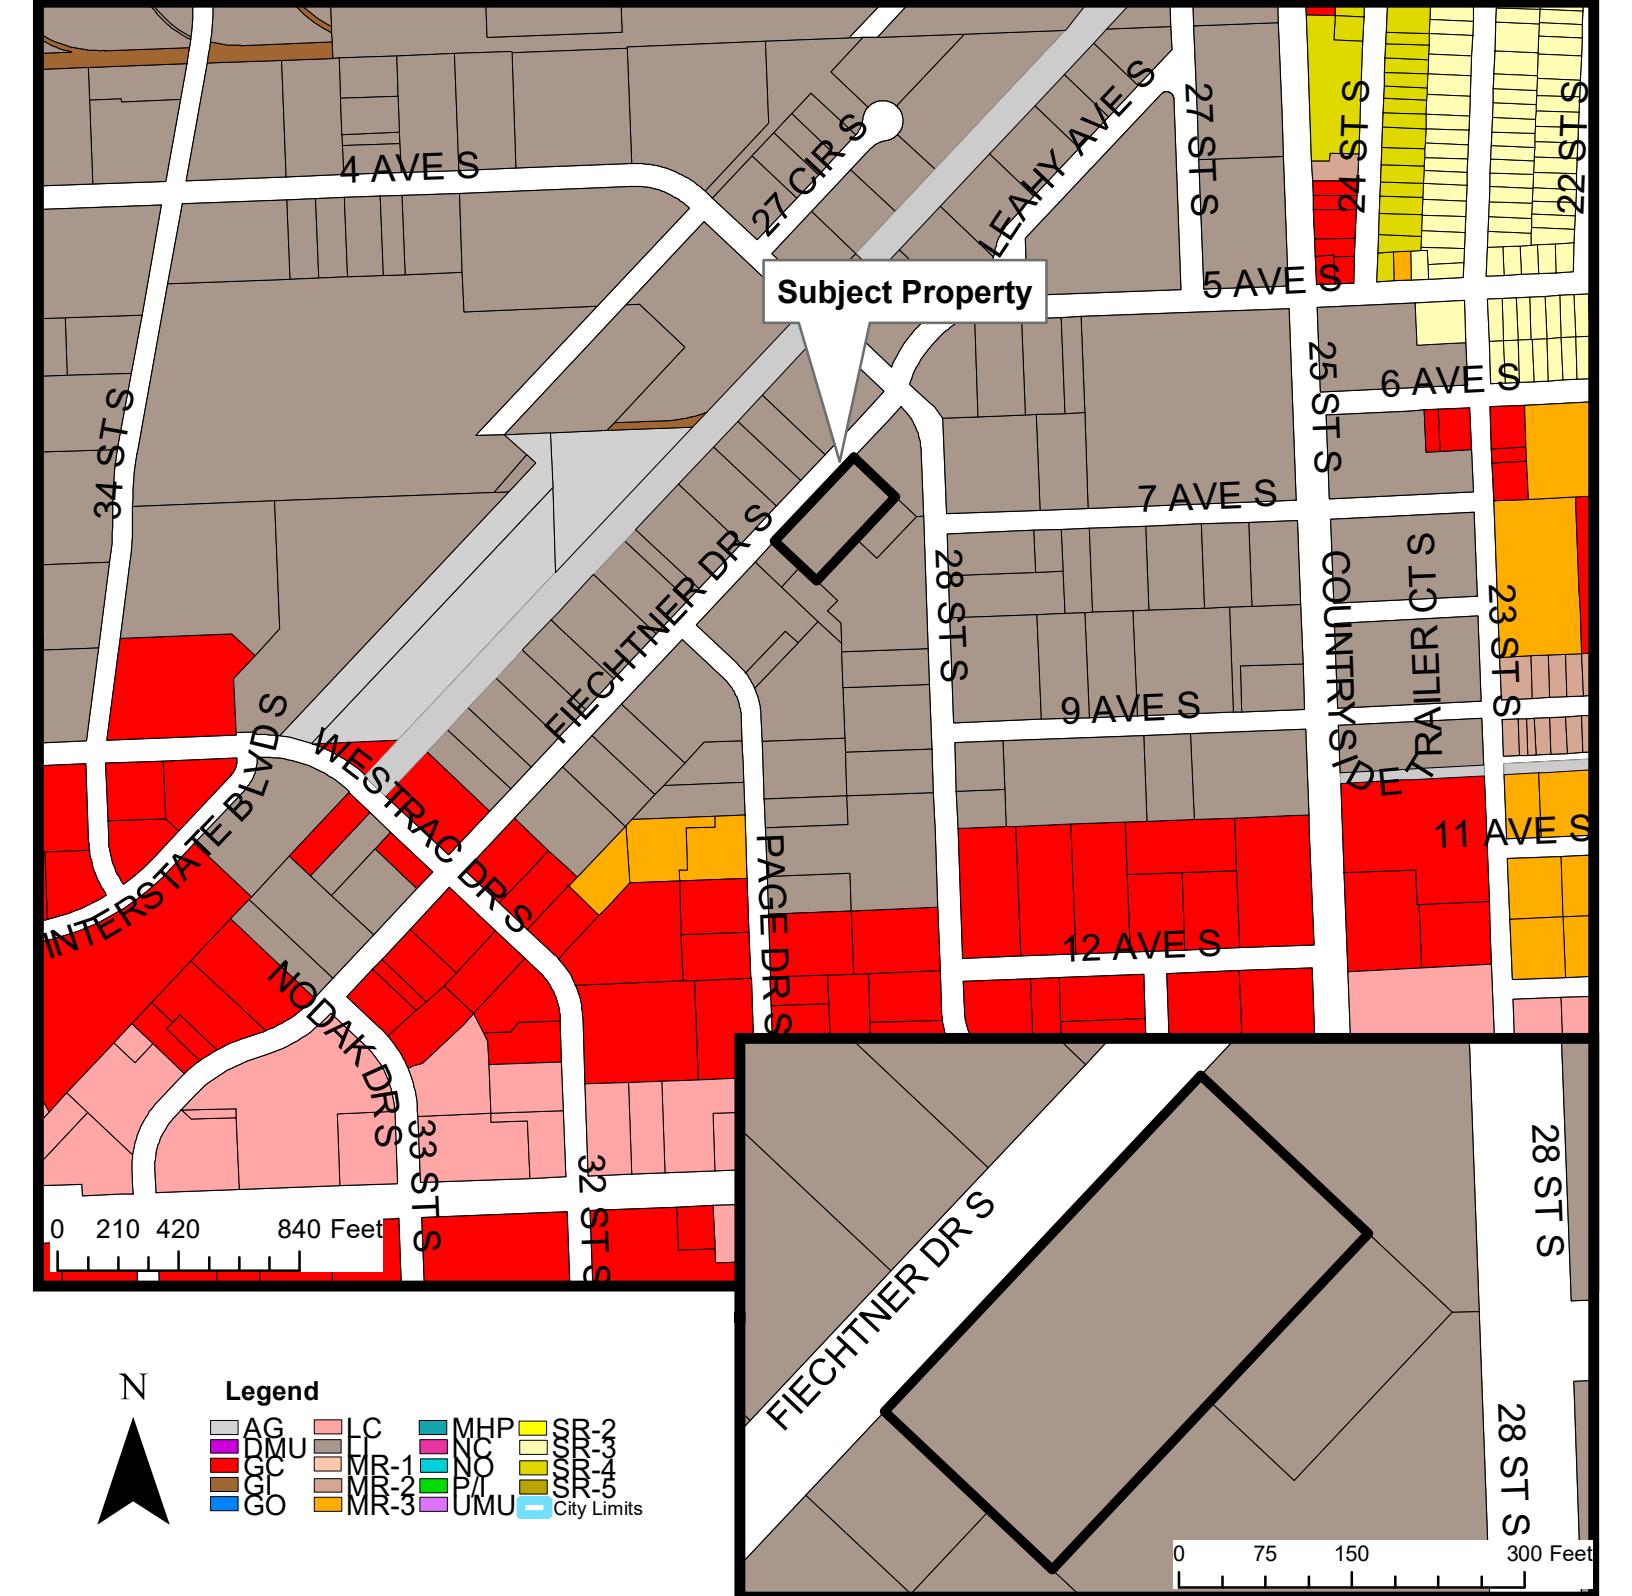 4 AVE S
27 CIR S
LEAHY AVE S
27 ST S
24 ST S
22 ST S
Subject Property
5 AVE S
34 ST S
25 ST S
6 AVE S
7 AVE S
FIECHTNER DR S
28 ST S
COUNTRYSIDE
TRAILER CT S
23 ST S
9 AVE S
WESTRAC DR S
INTERSTATE BLVD S
11 AVE S
PAGE DR S
12 AVE S
NODAK DR S
33 ST S
32 ST S
0 210 420 840 Feet
FIECHTNER DR S
28 ST S
28 ST S
0 75 150 300 Feet
N
Legend
AG
DMU
GC
GI
GO
LC
LI
MR-1
MR-2
MR-3
MHP
NC
NO
P/I
UMU
SR-2
SR-3
SR-4
SR-5
City Limits